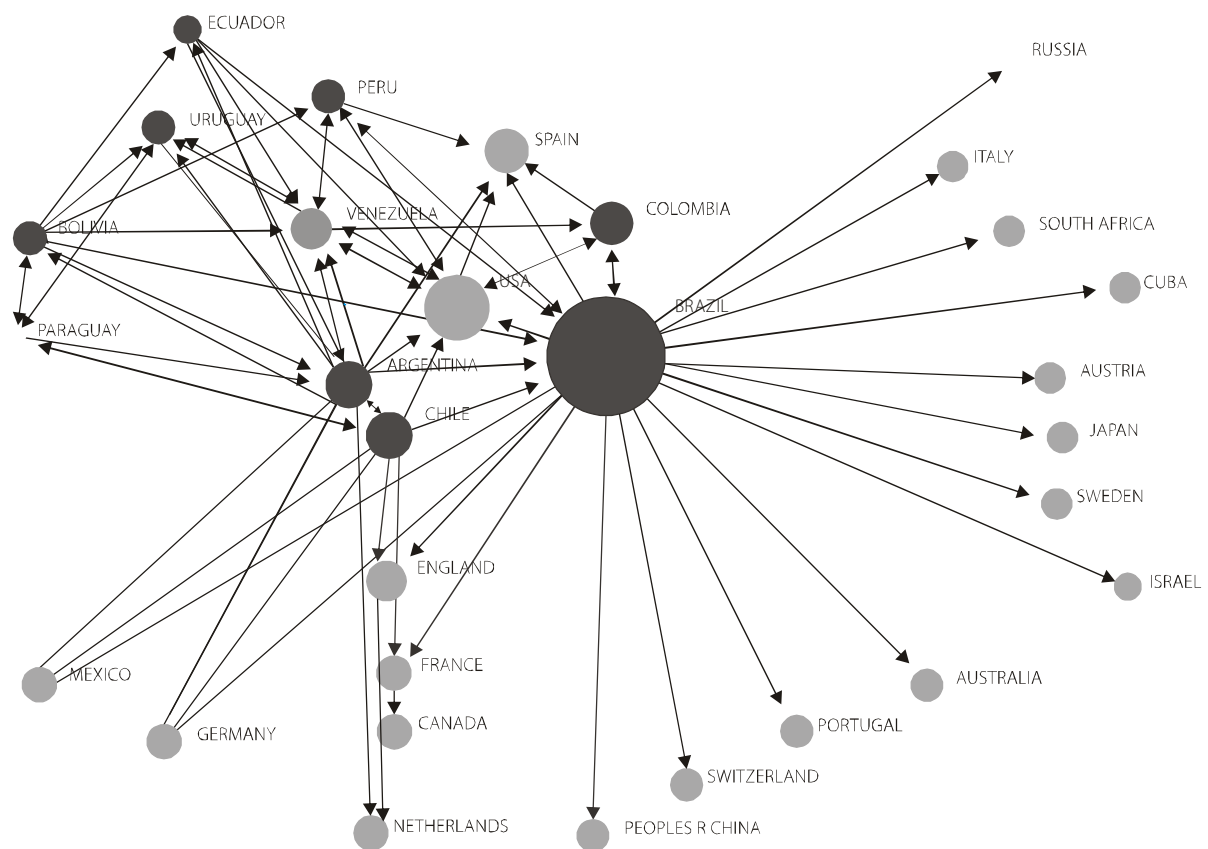 ECUADOR
RUSSIA
PERU
URUGUAY
SPAIN
ITALY
COLOMBIA
VENEZUELA
SOUTH AFRICA
BOLIVIA
USA
CUBA
BRAZIL
PARAGUAY
ARGENTINA
AUSTRIA
CHILE
JAPAN
SWEDEN
ENGLAND
ISRAEL
FRANCE
MEXICO
AUSTRALIA
CANADA
PORTUGAL
GERMANY
SWITZERLAND
NETHERLANDS
PEOPLES R CHINA